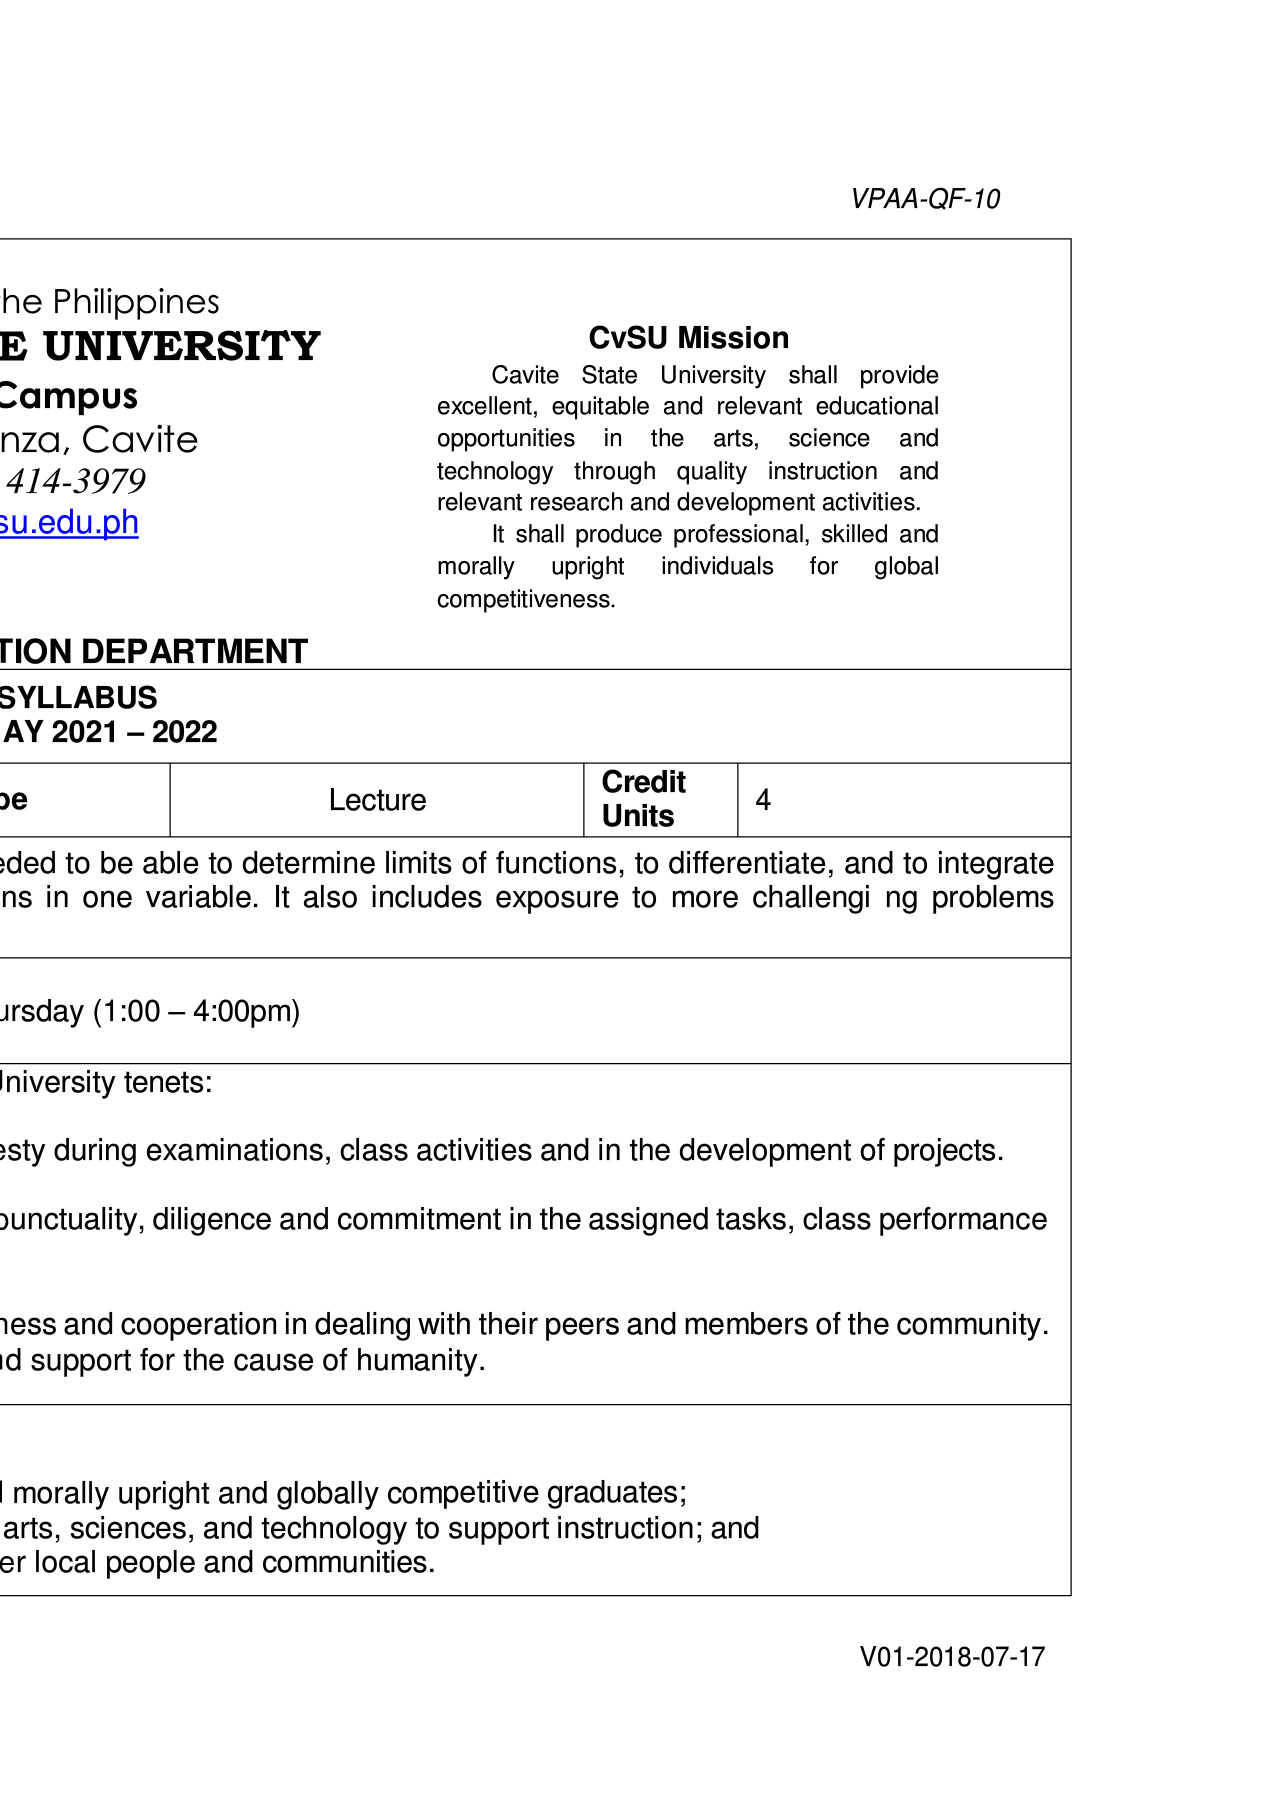 VPAA-QF-10
the Philippines
E UNIVERSITY
Campus
nza, Cavite
414-3979
su.edu.ph
CvSU Mission
Cavite State University shall provide
excellent, equitable and relevant educational
opportunities in the arts, science and
technology through quality instruction and
relevant research and development activities.
It shall produce professional, skilled and
morally upright individuals for global
competitiveness.
TION DEPARTMENT
SYLLABUS
AY 2021 – 2022
pe
Lecture
Credit
Units
4
eded to be able to determine limits of functions, to differentiate, and to integrate
ns in one variable. It also includes exposure to more challengi ng problems
ursday (1:00 – 4:00pm)
University tenets:
esty during examinations, class activities and in the development of projects.
punctuality, diligence and commitment in the assigned tasks, class performance
ness and cooperation in dealing with their peers and members of the community.
nd support for the cause of humanity.
morally upright and globally competitive graduates;
arts, sciences, and technology to support instruction; and
er local people and communities.
V01-2018-07-17